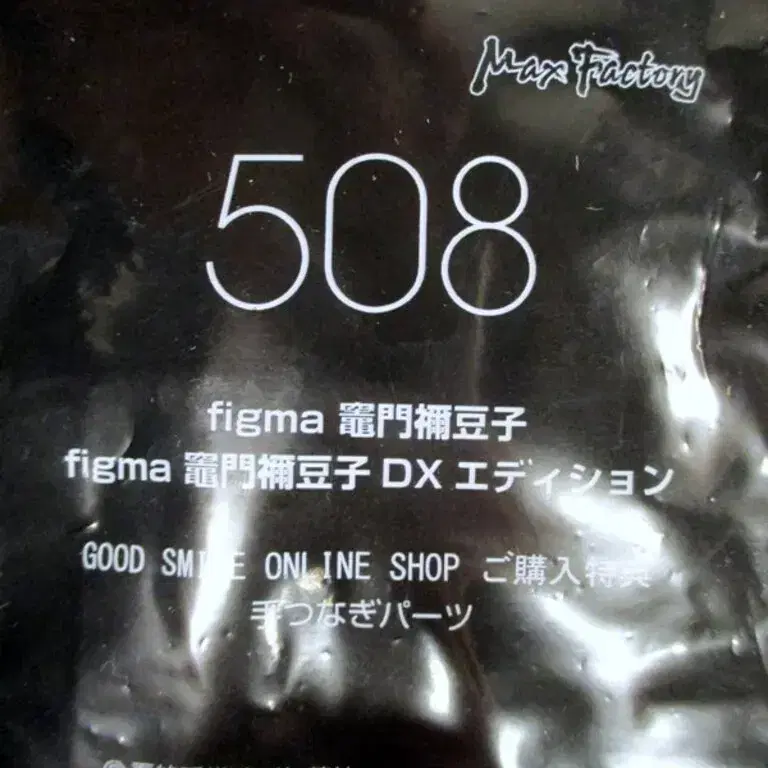 Max Factory
508
figma 竈門禰豆子
figma 竈門禰豆子 DX エディション
GOOD SMILE ONLINE SHOP ご購入特典
手つなぎパーツ